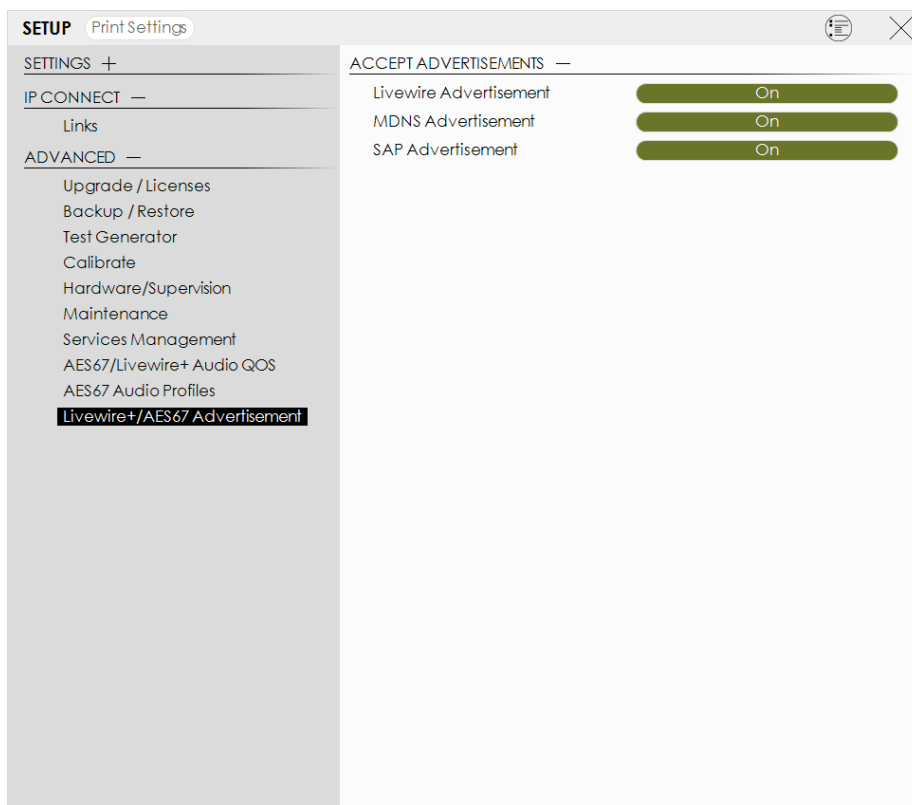 SETUP Print Settings
SETTINGS +
IP CONNECT —
Links
ADVANCED —
Upgrade / Licenses
Backup / Restore
Test Generator
Calibrate
Hardware/Supervision
Maintenance
Services Management
AES67/Livewire+ Audio QOS
AES67 Audio Profiles
Livewire+/AES67 Advertisement
ACCEPT ADVERTISEMENTS —
Livewire Advertisement On
MDNS Advertisement On
SAP Advertisement On